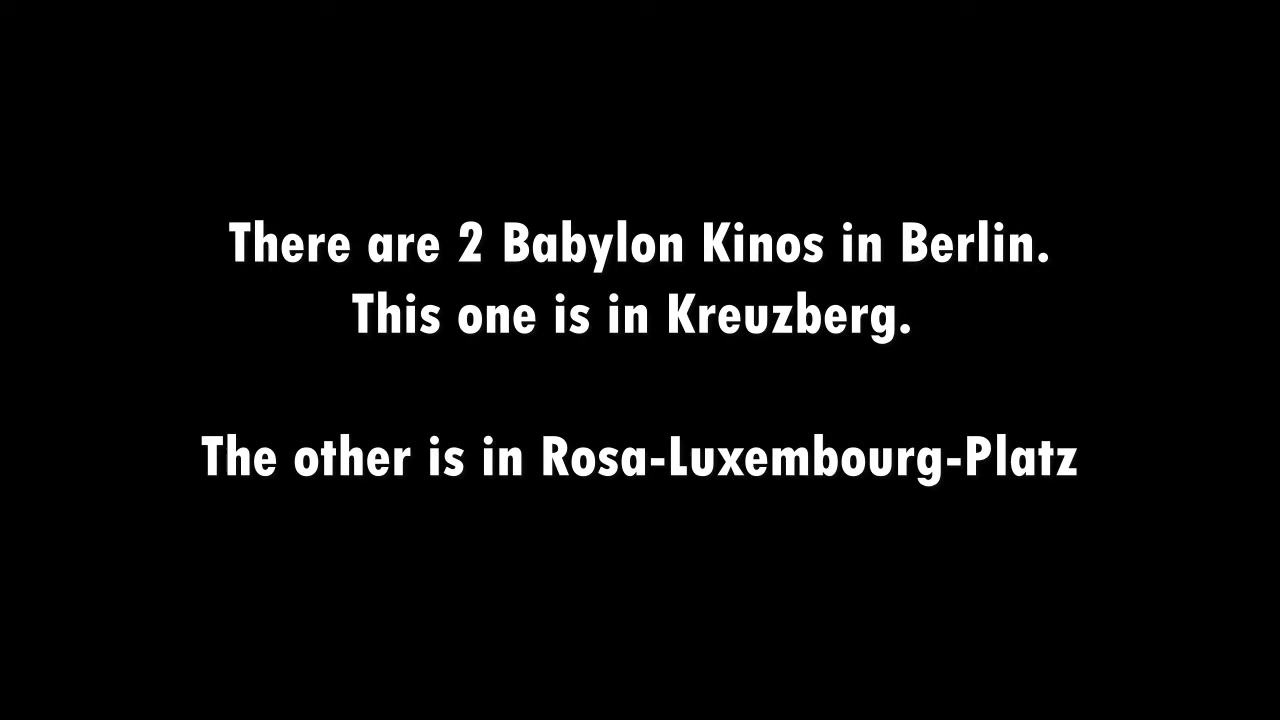 There are 2 Babylon Kinos in Berlin.
This one is in Kreuzberg.
The other is in Rosa-Luxembourg-Platz